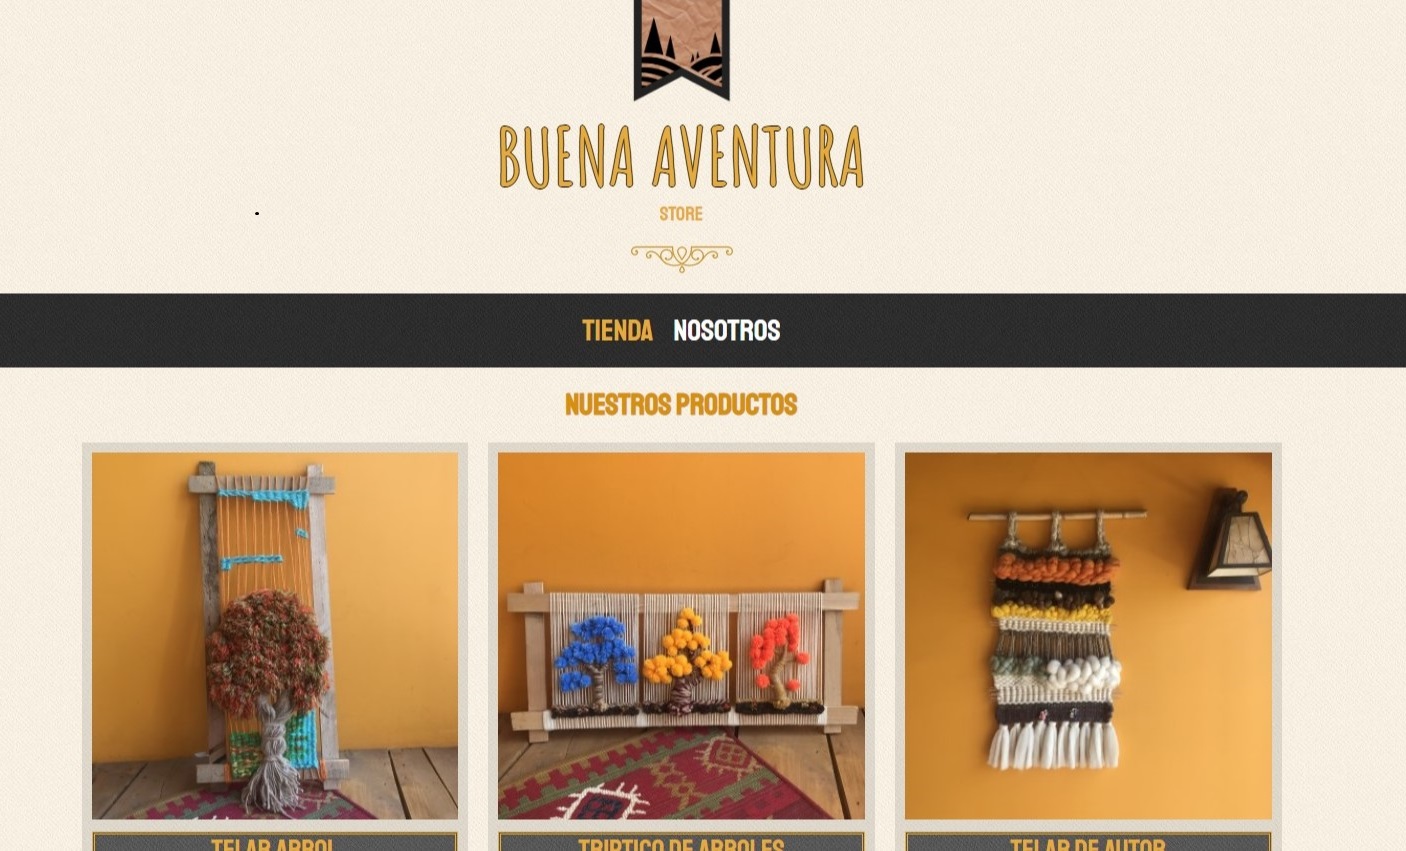 BUENA AVENTURA
STORE
TIENDA NOSOTROS
NUESTROS PRODUCTOS
TELAR ARBOL
TRIPTICO DE ARBOLES
TELAR DE AUTOR